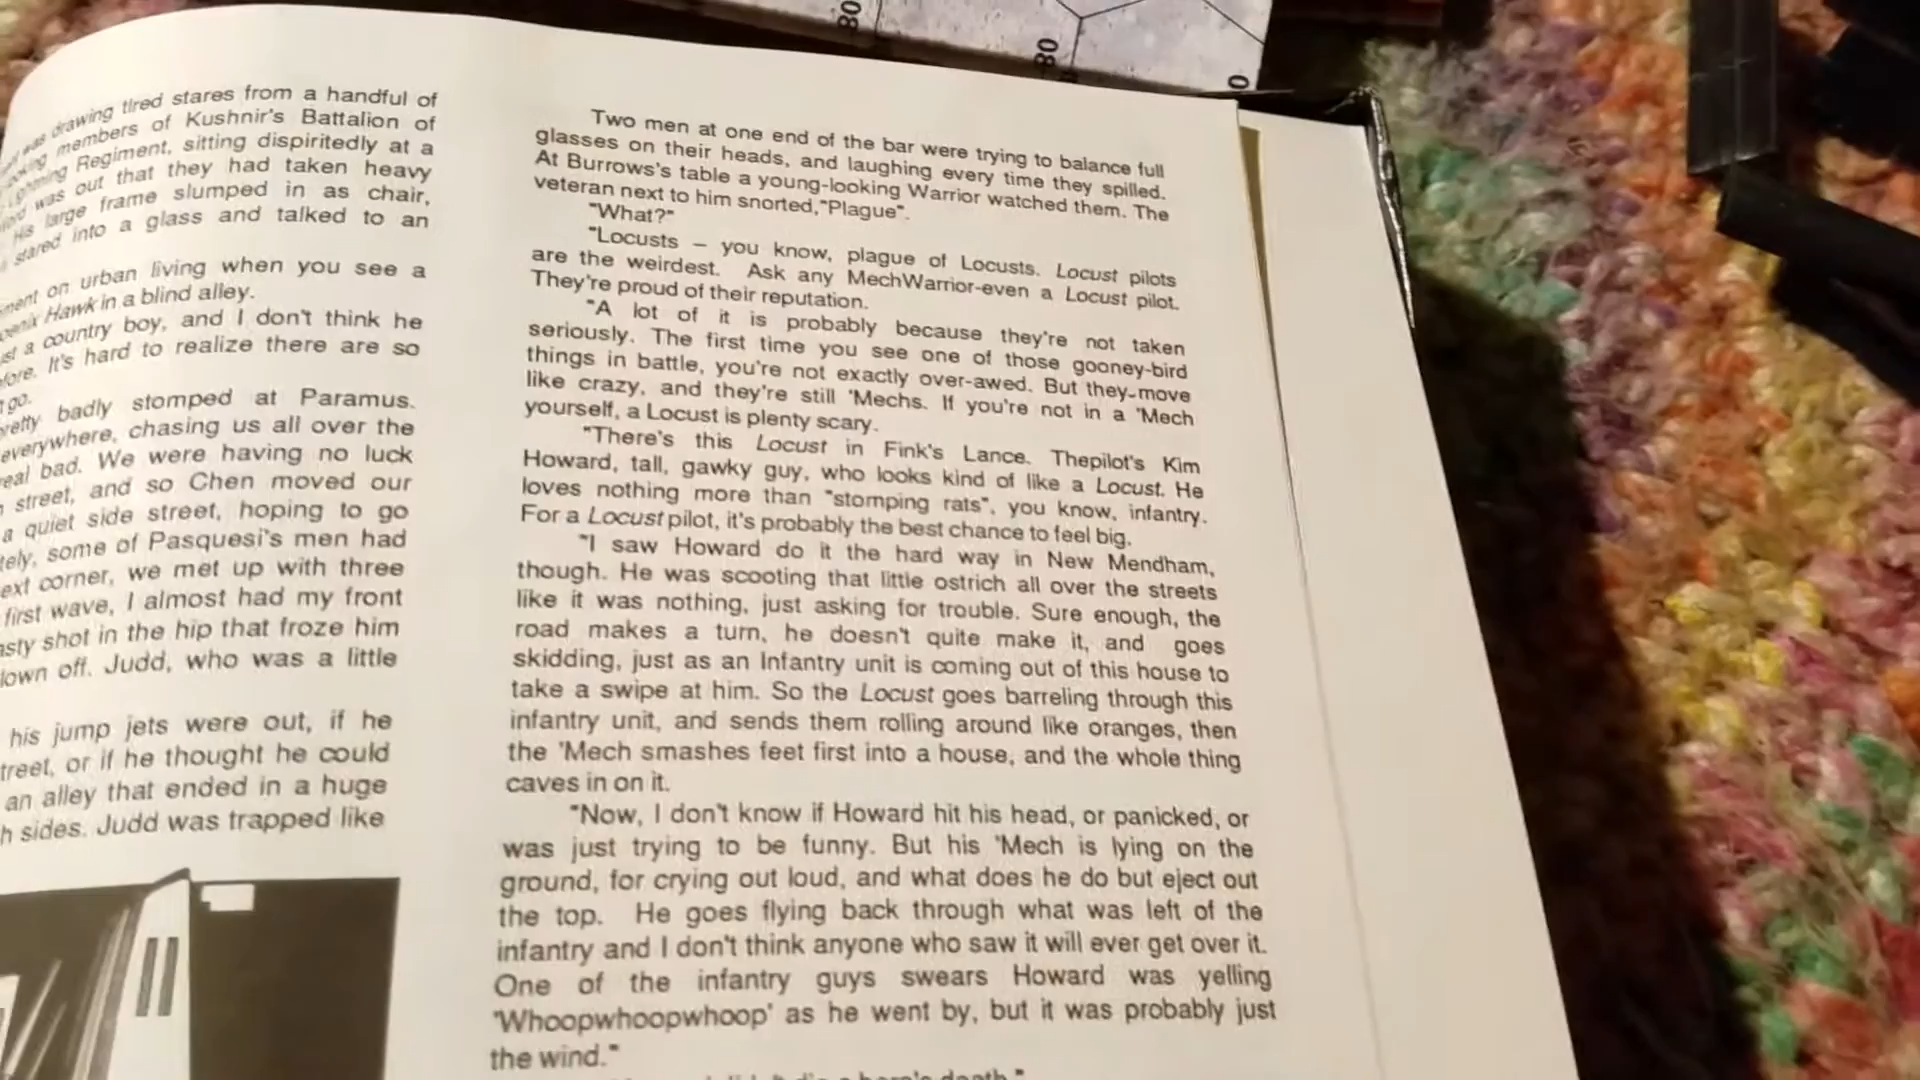 80
08
0
was drawing tired stares from a handful of
members of Kushnir's Battalion of
Regiment, sitting dispiritedly at a
was out that they had taken heavy
His large frame slumped in as chair,
stared into a glass and talked to an
on urban living when you see a
Hawk in a blind alley.
a country boy, and I don't think he
It's hard to realize there are so
go.
badly stomped at Paramus.
everywhere, chasing us all over the
real bad. We were having no luck
street, and so Chen moved our
a quiet side street, hoping to go
some of Pasquesi's men had
corner, we met up with three
first wave, I almost had my front
shot in the hip that froze him
down off. Judd, who was a little
his jump jets were out, if he
or if he thought he could
an alley that ended in a huge
sides. Judd was trapped like
Two men at one end of the bar were trying to balance full
glasses on their heads, and laughing every time they spilled.
At Burrows's table a young-looking Warrior watched them. The
veteran next to him snorted,"Plague".
"What?"
"Locusts – you know, plague of Locusts. Locust pilots
are the weirdest. Ask any MechWarrior-even a Locust pilot.
They're proud of their reputation.
"A lot of it is probably because they're not taken
seriously. The first time you see one of those gooney-bird
things in battle, you're not exactly over-awed. But they-move
like crazy, and they're still 'Mechs. If you're not in a 'Mech
yourself, a Locust is plenty scary.
"There's this Locust in Fink's Lance. Thepilot's Kim
Howard, tall, gawky guy, who looks kind of like a Locust. He
loves nothing more than "stomping rats", you know, infantry.
For a Locust pilot, it's probably the best chance to feel big.
"I saw Howard do it the hard way in New Mendham,
though. He was scooting that little ostrich all over the streets
like it was nothing, just asking for trouble. Sure enough, the
road makes a turn, he doesn't quite make it, and goes
skidding, just as an Infantry unit is coming out of this house to
take a swipe at him. So the Locust goes barreling through this
infantry unit, and sends them rolling around like oranges, then
the 'Mech smashes feet first into a house, and the whole thing
caves in on it.
"Now, I don't know if Howard hit his head, or panicked, or
was just trying to be funny. But his 'Mech is lying on the
ground, for crying out loud, and what does he do but eject out
the top. He goes flying back through what was left of the
infantry and I don't think anyone who saw it will ever get over it.
One of the infantry guys swears Howard was yelling
'Whoopwhoopwhoop' as he went by, but it was probably just
the wind."
death."